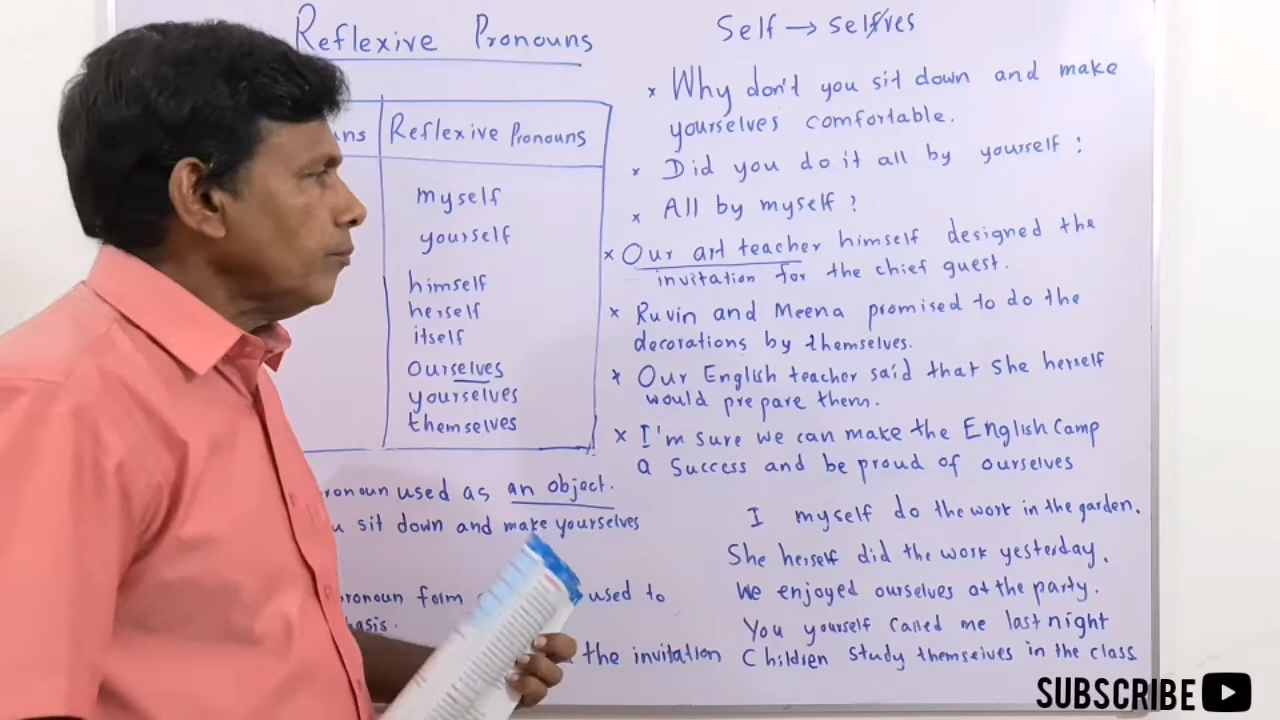 Reflexive Pronouns
Reflexive Pronouns
myself
yourself
himself
herself
itself
Ourselves
yourselves
themselves
used as an object.
sit down and make yourselves
form used to
the invitation
Self → selfves
× Why don't you sit down and make
yourselves comfortable.
× Did you do it all by yourself :
× All by myself ?
× Our art teacher himself designed the
invitation for the chief guest.
× Ruvin and Meena promised to do the
decorations by themselves.
× Our English teacher said that She herself
would prepare them.
× I'm sure we can make the English Camp
a Success and be proud of ourselves
I myself do the work in the garden.
She herself did the work yesterday.
We enjoyed ourselves at the party.
You yourself called me last night
Children study themselves in the class
SUBSCRIBE